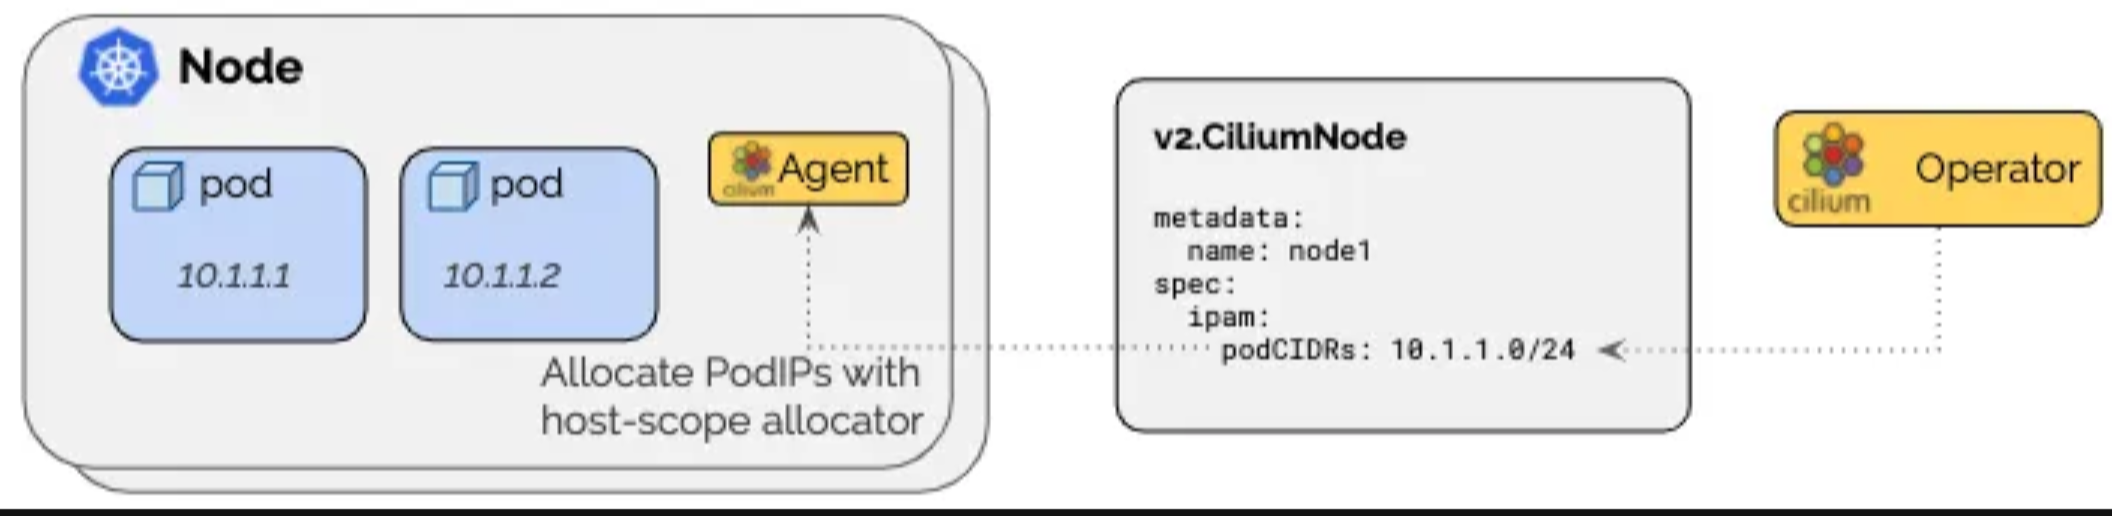 Node
pod
10.1.1.1
pod
10.1.1.2
cilium
Agent
Allocate PodIPs with
host-scope allocator
v2.CiliumNode
metadata:
name: node1
spec:
ipam:
podCIDRs: 10.1.1.0/24
cilium
Operator